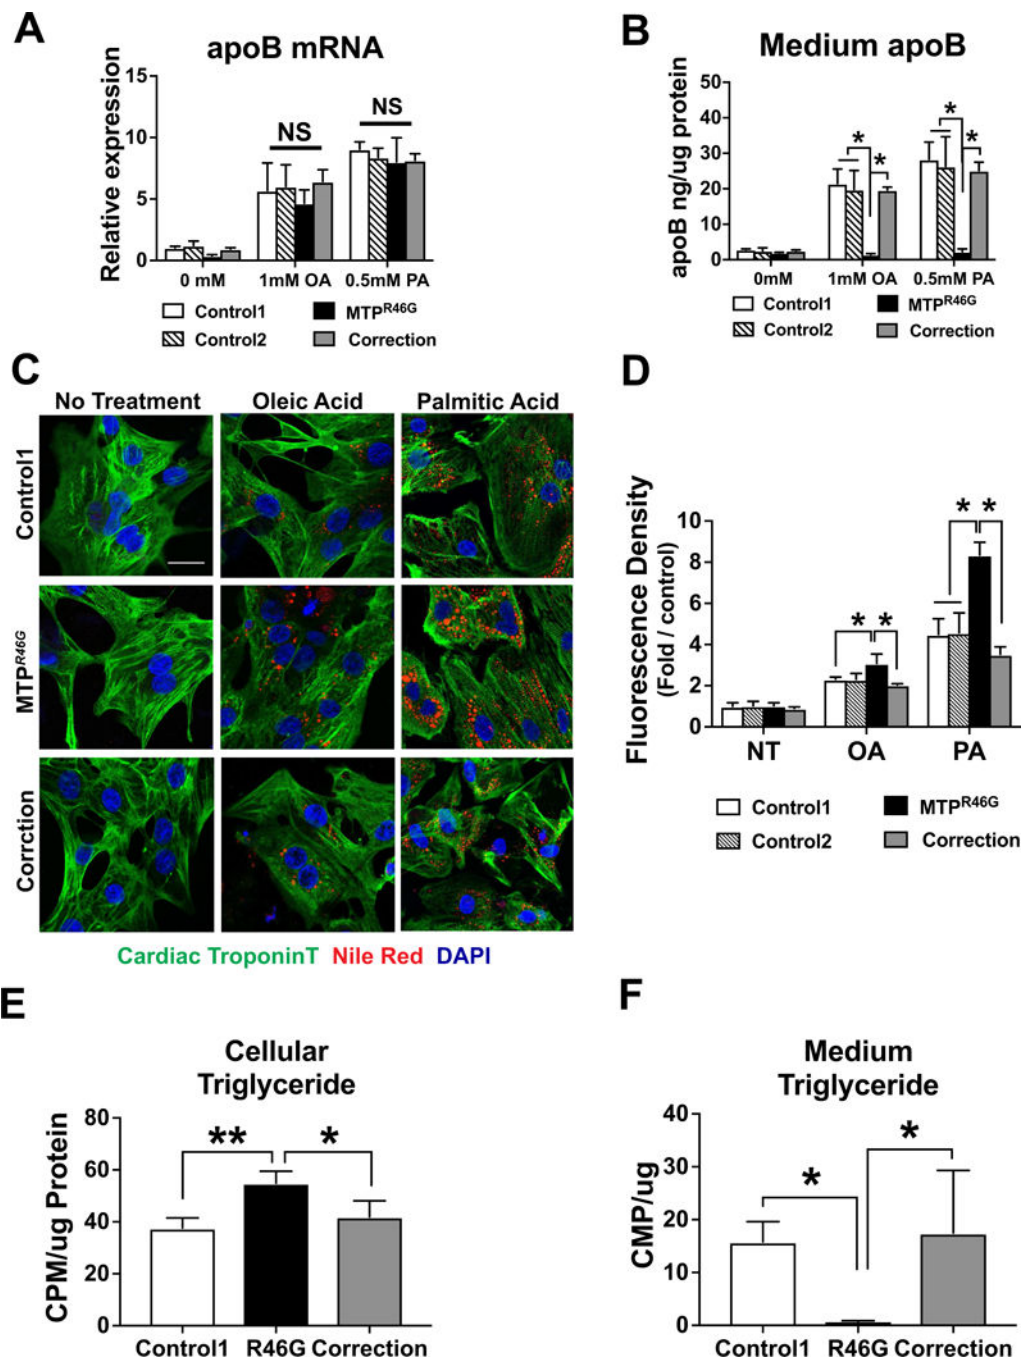 A
apoB mRNA
Relative expression
15
10
5
0
NS
NS
0 mM
1mM OA
0.5mM PA
Control1
MTPR46G
Control2
Correction
B
Medium apoB
apoB ng/ug protein
50
40
30
20
10
0
*
*
*
*
0mM
1mM OA
0.5mM PA
Control1
MTPR46G
Control2
Correction
C
No Treatment
Oleic Acid
Palmitic Acid
Control1
MTPR46G
Corrction
Cardiac TroponinT Nile Red DAPI
D
Fluorescence Density
(Fold / control)
10
8
6
4
2
0
* *
* *
NT
OA
PA
Control1
MTPR46G
Control2
Correction
E
Cellular
Triglyceride
CPM/ug Protein
80
60
40
20
0
**
*
Control1
R46G
Correction
F
Medium
Triglyceride
CMP/ug
40
30
20
10
0
*
*
Control1
R46G
Correction